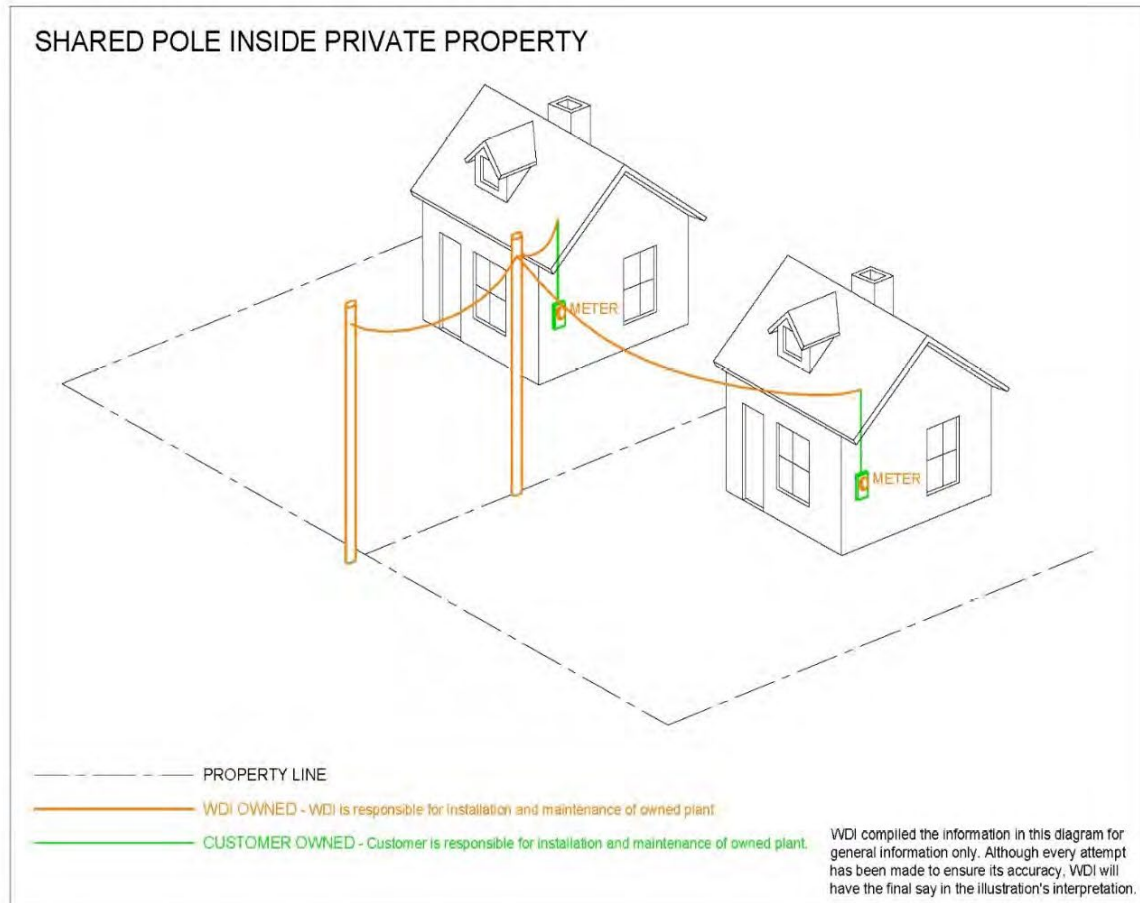 SHARED POLE INSIDE PRIVATE PROPERTY
METER
METER
PROPERTY LINE
WDI OWNED - WDI is responsible for installation and maintenance of owned plant
CUSTOMER OWNED - Customer is responsible for installation and maintenance of owned plant.
WDI compiled the information in this diagram for
general information only. Although every attempt
has been made to ensure its accuracy, WDI will
have the final say in the illustration's interpretation.